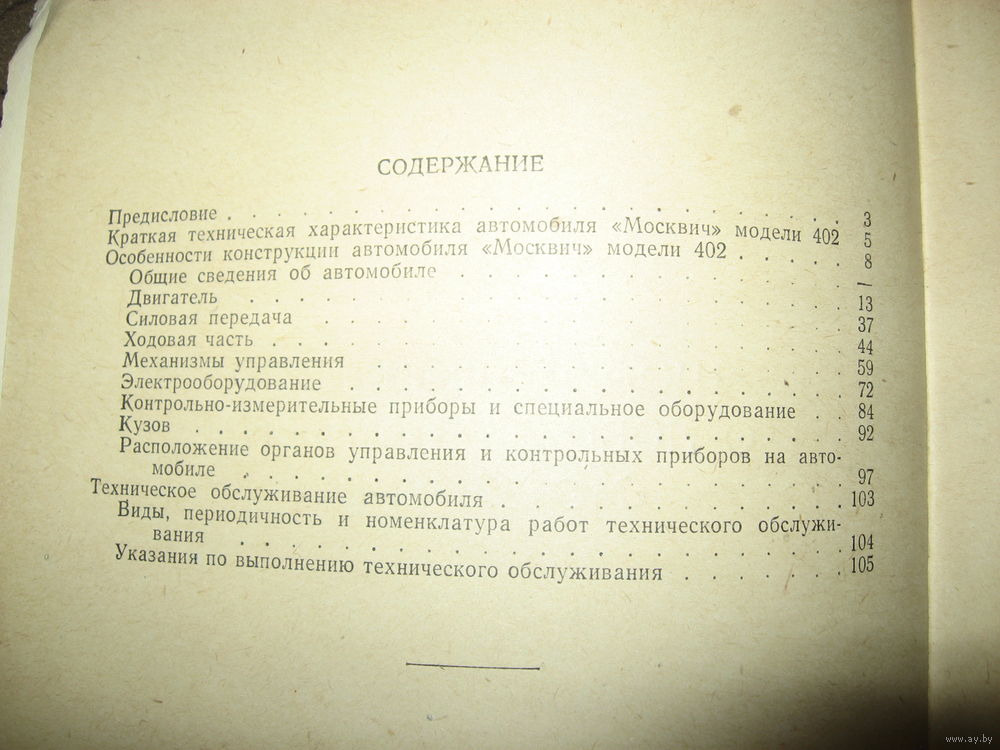 СОДЕРЖАНИЕ
Предисловие . . . . . . . . . . . . . . . . . . . . . . 3
Краткая техническая характеристика автомобиля «Москвич» модели 402 5
Особенности конструкции автомобиля «Москвич» модели 402 . . . . . 8
Общие сведения об автомобиле . . . . . . . . . . . . . —
Двигатель . . . . . . . . . . . . . . . . . . . . 13
Силовая передача . . . . . . . . . . . . . . . . . 37
Ходовая часть . . . . . . . . . . . . . . . . . . . 44
Механизмы управления . . . . . . . . . . . . . . . . 59
Электрооборудование . . . . . . . . . . . . . . . . . 72
Контрольно-измерительные приборы и специальное оборудование . . 84
Кузов . . . . . . . . . . . . . . . . . . . . . . 92
Расположение органов управления и контрольных приборов на авто-
мобиле . . . . . . . . . . . . . . . . . . . . 97
Техническое обслуживание автомобиля . . . . . . . . . . . 103
Виды, периодичность и номенклатура работ технического обслужи-
вания . . . . . . . . . . . . . . . . . . . . . 104
Указания по выполнению технического обслуживания . . . . . . 105
www.ay.by